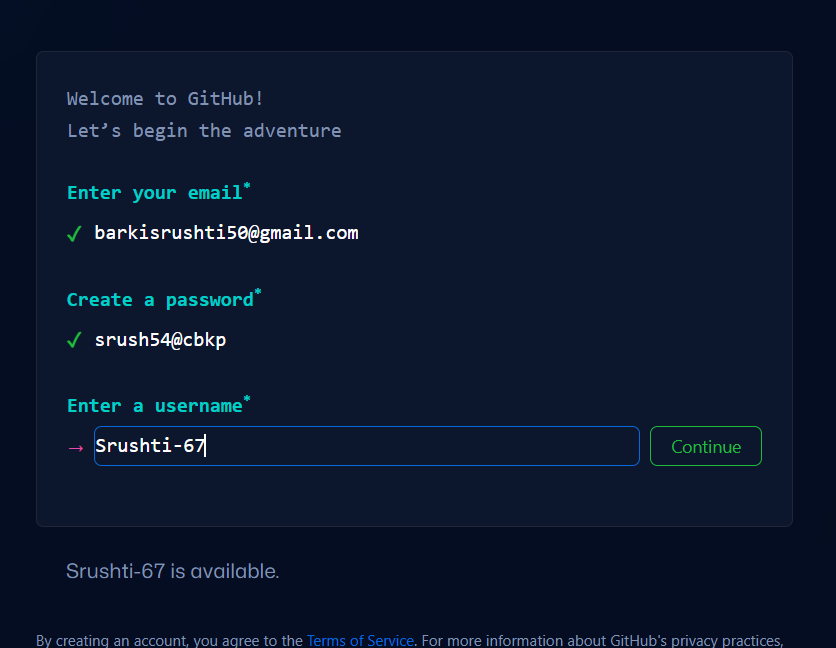 Welcome to GitHub!
Let’s begin the adventure
Enter your email*
✓ barkisrushti50@gmail.com
Create a password*
✓ srush54@cbkp
Enter a username*
→ Srushti-67
Continue
Srushti-67 is available.
By creating an account, you agree to the Terms of Service. For more information about GitHub's privacy practices,